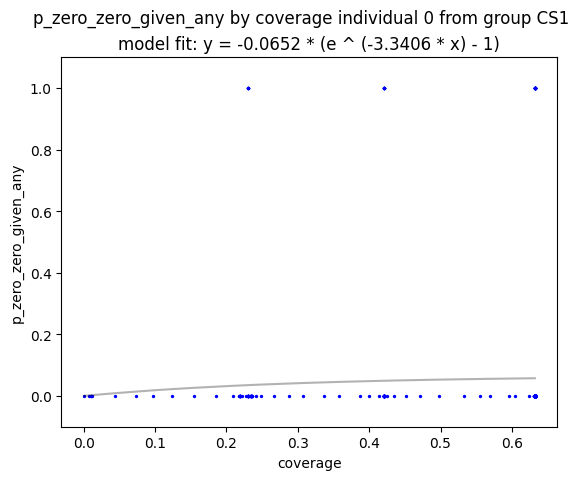 p_zero_zero_given_any by coverage individual 0 from group CS1
model fit: y = -0.0652 * (e ^ (-3.3406 * x) - 1)
1.0
0.8
0.6
0.4
0.2
0.0
p_zero_zero_given_any
0.0 0.1 0.2 0.3 0.4 0.5 0.6
coverage